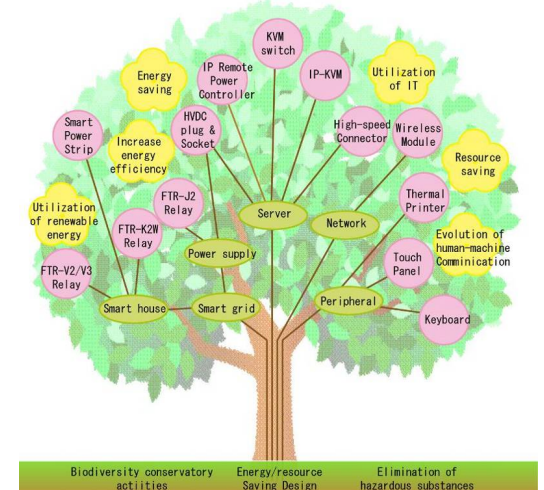 KVM
switch
IP Remote
Power
Controller
IP-KVM
Utilization
of IT
Energy
saving
Smart
Power
Strip
HVDC
plug &
Socket
High-speed
Connector
Wireless
Module
Increase
energy
efficiency
Resource
saving
FTR-J2
Relay
Thermal
Printer
Utilization
of renewable
energy
FTR-K2W
Relay
Server
Network
Evolution of
human-machine
Comminication
Power supply
Touch
Panel
FTR-V2/V3
Relay
Smart house
Smart grid
Peripheral
Keyboard
Biodiversity conservatory
actiities
Energy/resource
Saving Design
Elimination of
hazardous substances